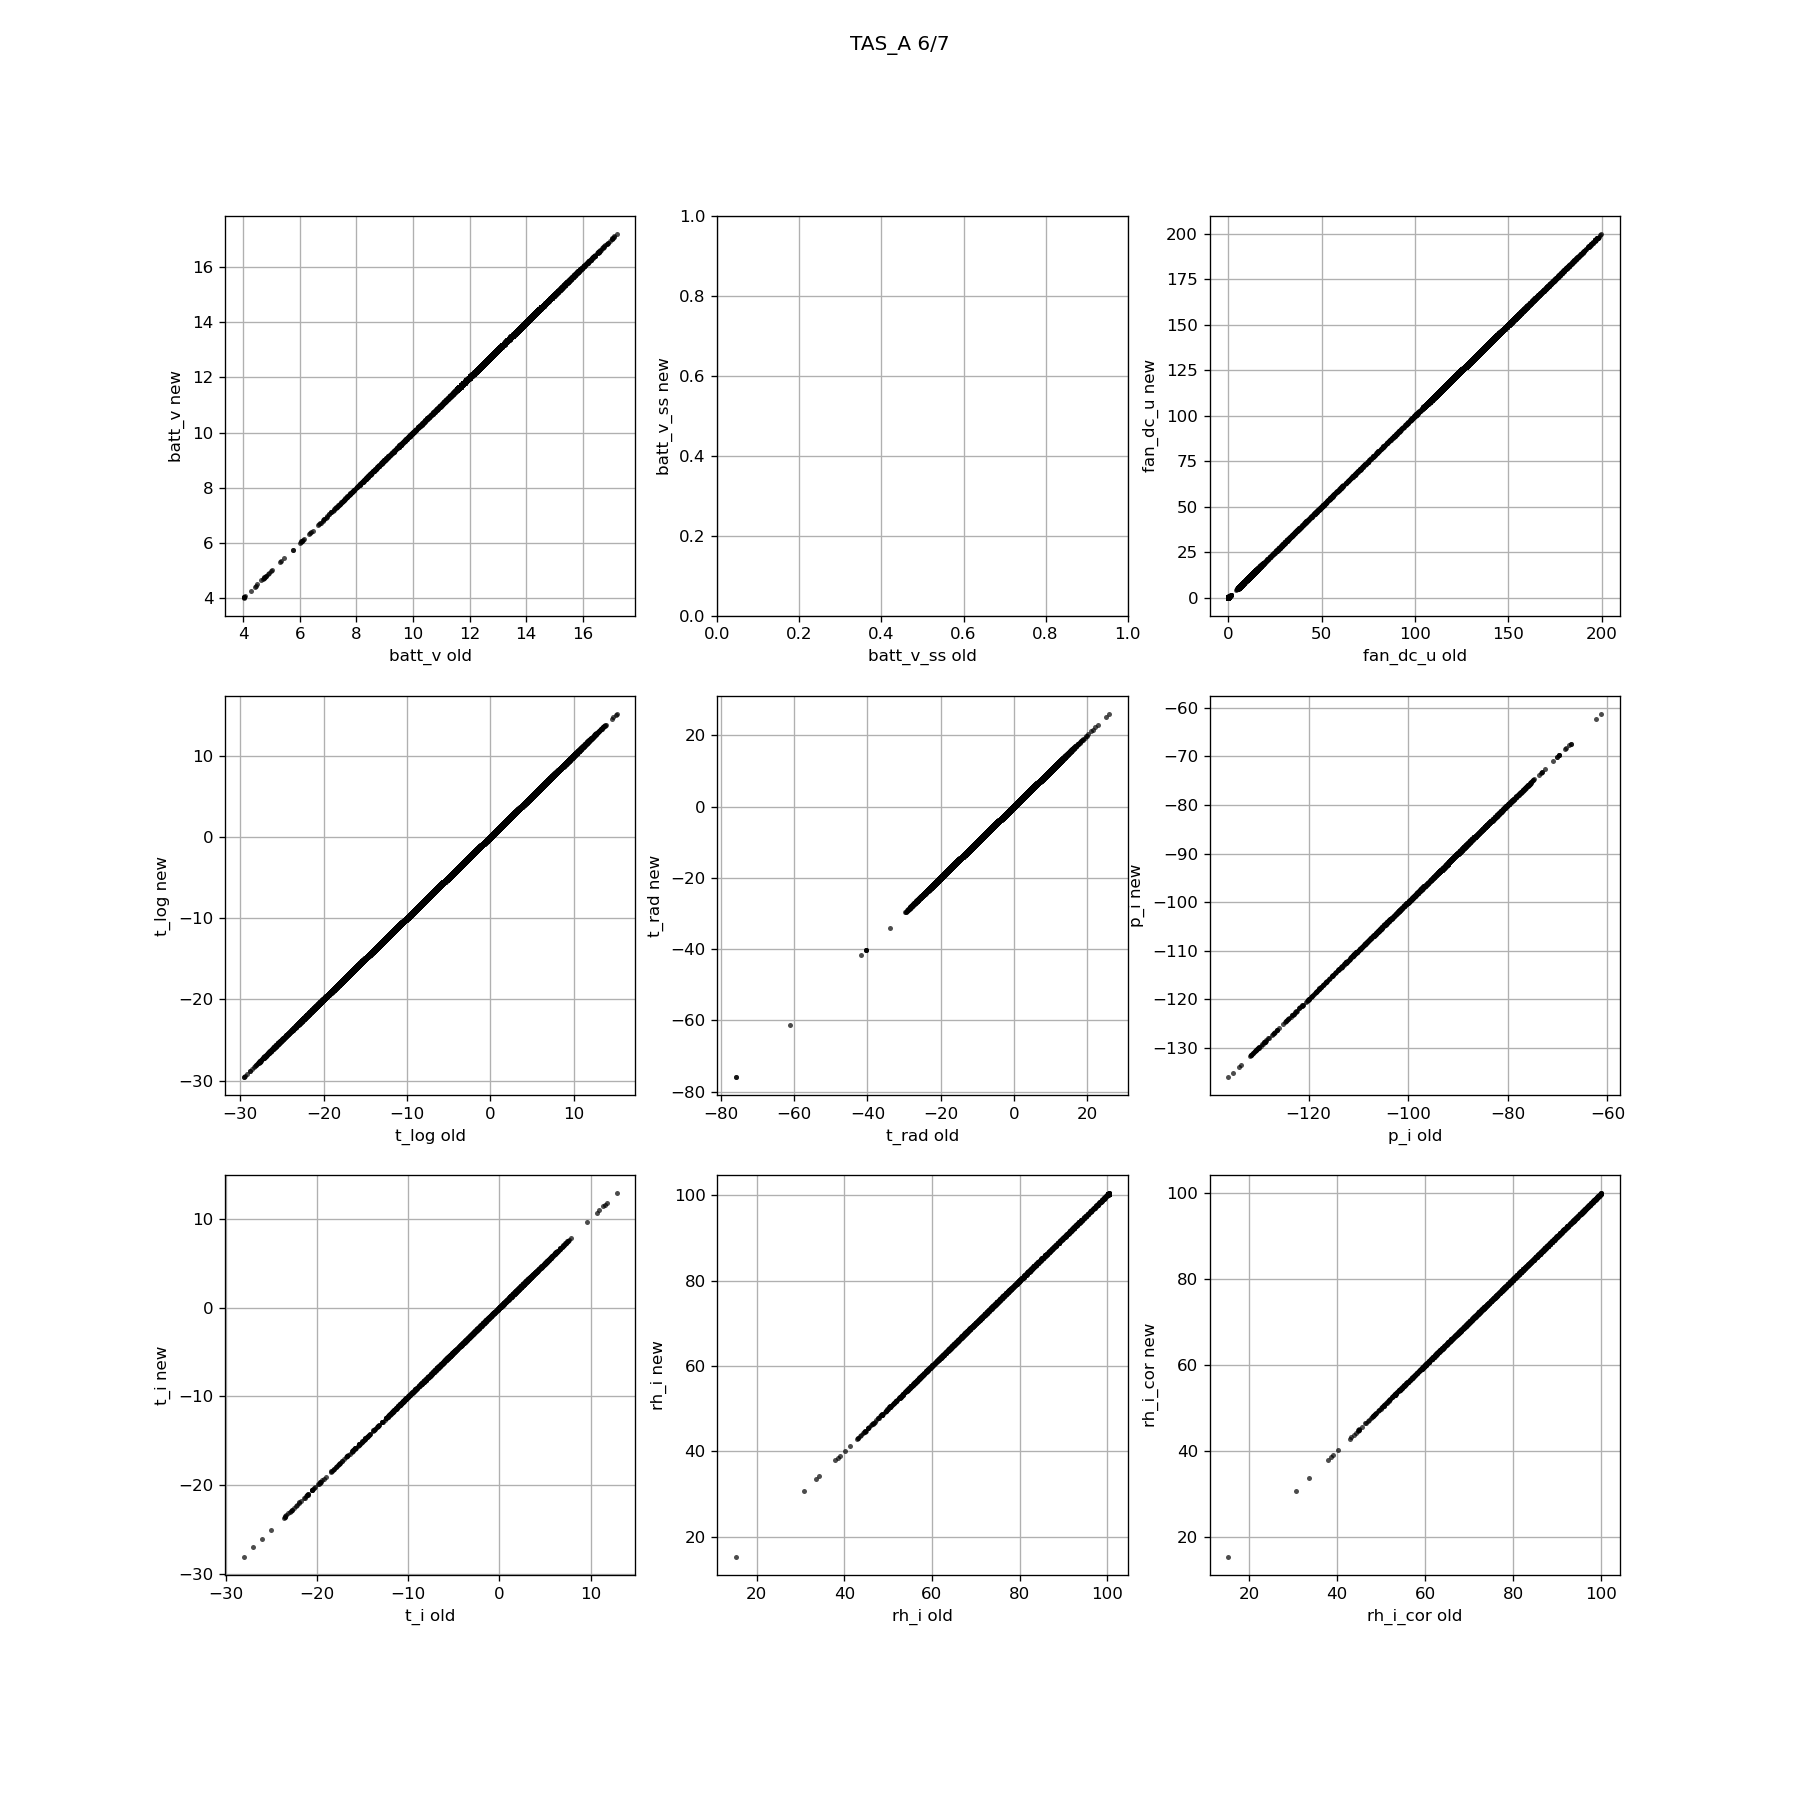 TAS_A 6/7
16
14
12
10
8
6
4
batt_v new
4 6 8 10 12 14 16
batt_v old
1.0
0.8
0.6
0.4
0.2
0.0
batt_v_ss new
0.0 0.2 0.4 0.6 0.8 1.0
batt_v_ss old
200
175
150
125
100
75
50
25
0
fan_dc_u new
0 50 100 150 200
fan_dc_u old
10
0
−10
−20
−30
t_log new
−30 −20 −10 0 10
t_log old
20
0
−20
−40
−60
−80
t_rad new
−80 −60 −40 −20 0 20
t_rad old
−60
−70
−80
−90
−100
−110
−120
−130
p_i new
−120 −100 −80 −60
p_i old
10
0
−10
−20
−30
t_i new
−30 −20 −10 0 10
t_i old
100
80
60
40
20
rh_i new
20 40 60 80 100
rh_i old
100
80
60
40
20
rh_i_cor new
20 40 60 80 100
rh_i_cor old